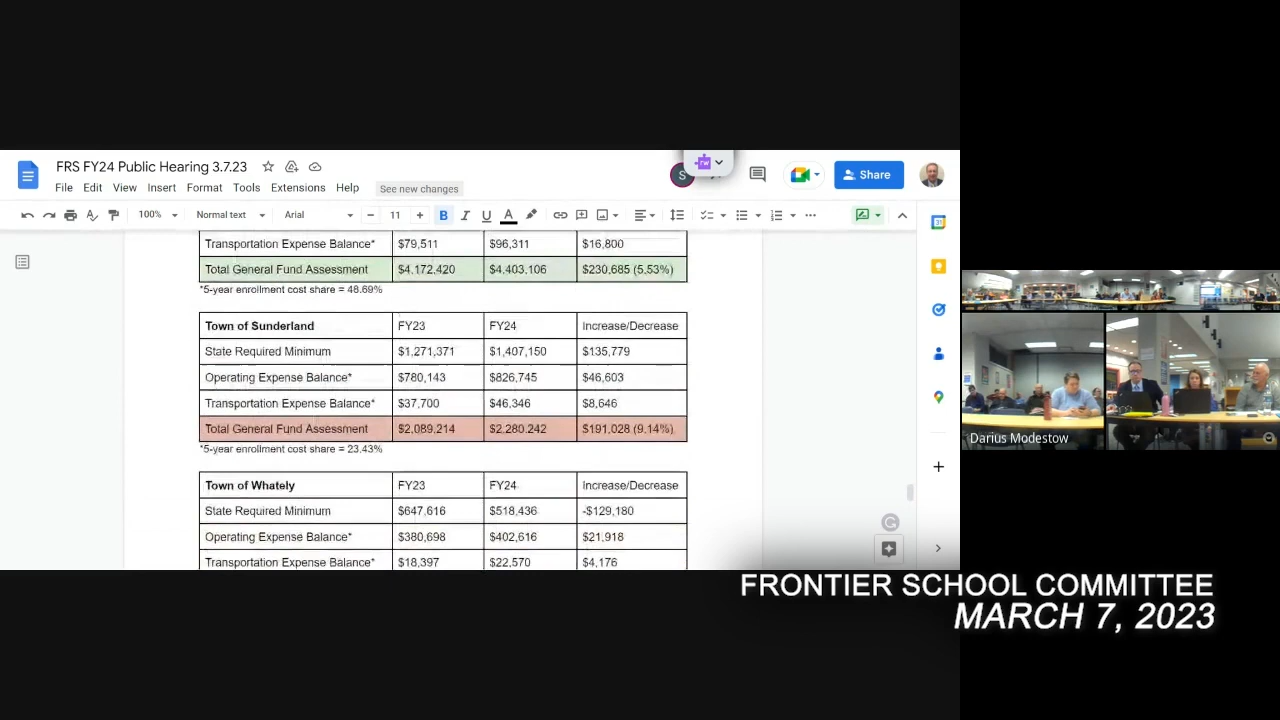 FRS FY24 Public Hearing 3.7.23
File Edit View Insert Format Tools Extensions Help
See new changes
S
rw
Share
100% Normal text Arial 11 B I U A
Transportation Expense Balance* $79,511 $96,311 $16,800
Total General Fund Assessment $4,172,420 $4,403,106 $230,685 (5.53%)
*5-year enrollment cost share = 48.69%
Town of Sunderland FY23 FY24 Increase/Decrease
State Required Minimum $1,271,371 $1,407,150 $135,779
Operating Expense Balance* $780,143 $826,745 $46,603
Transportation Expense Balance* $37,700 $46,346 $8,646
Total General Fund Assessment $2,089,214 $2,280,242 $191,028 (9.14%)
*5-year enrollment cost share = 23.43%
Town of Whately FY23 FY24 Increase/Decrease
State Required Minimum $647,616 $518,436 -$129,180
Operating Expense Balance* $380,698 $402,616 $21,918
Transportation Expense Balance* $18,397 $22,570 $4,176
Darius Modestow
FRONTIER SCHOOL COMMITTEE
MARCH 7, 2023